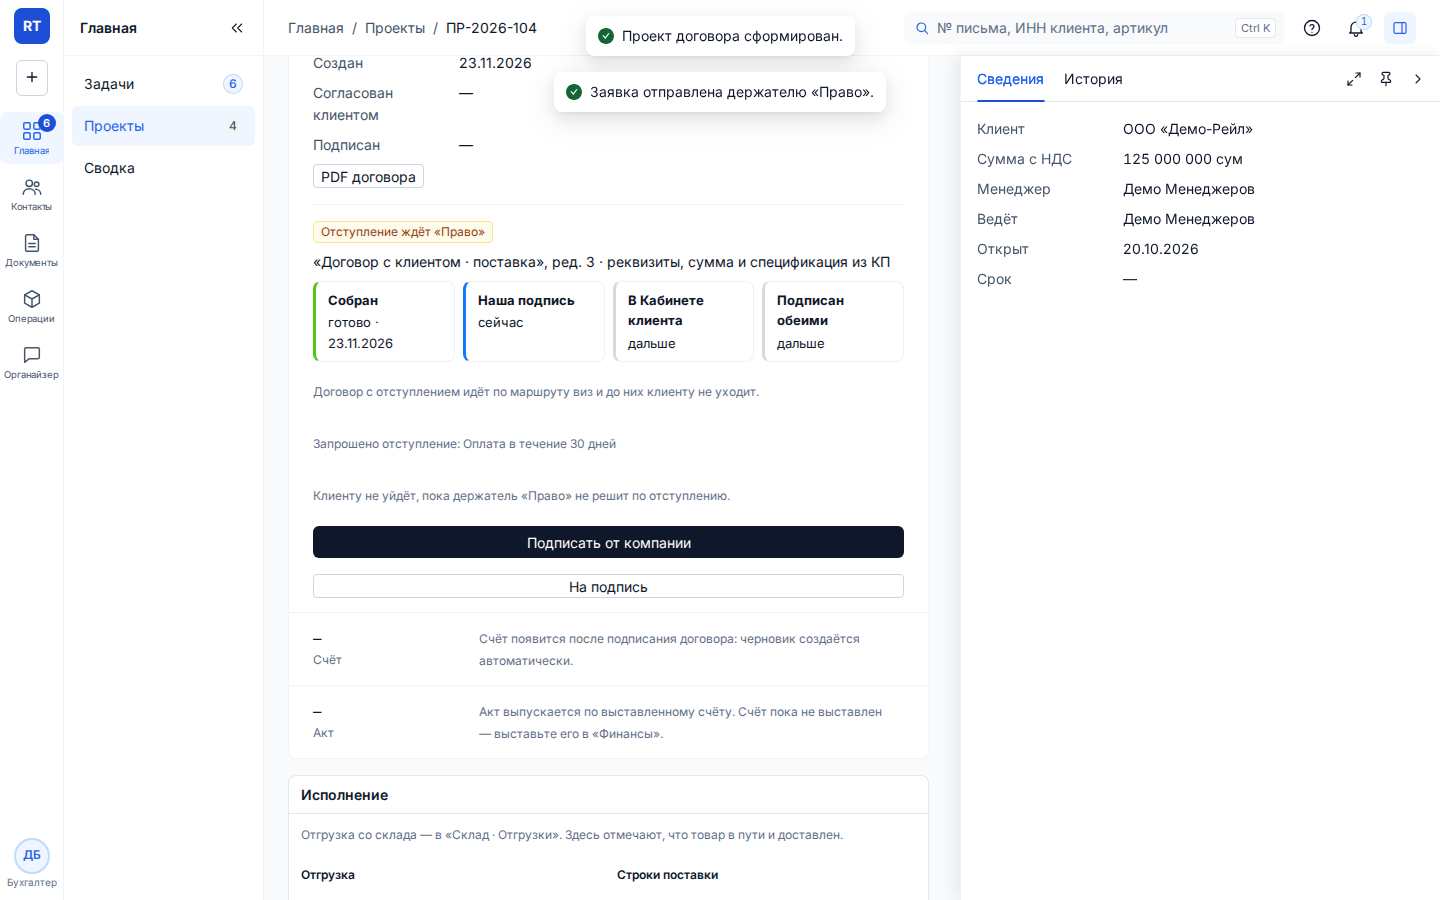 RT
Главная
Главная / Проекты / ПР-2026-104
Проект договора сформирован.
№ письма, ИНН клиента, артикул
Ctrl K
1
6
Главная
Контакты
Документы
Операции
Органайзер
ДБ
Бухгалтер
Задачи
6
Проекты
4
Сводка
Заявка отправлена держателю «Право».
Создан
23.11.2026
Согласован клиентом
—
Подписан
—
PDF договора
Отступление ждёт «Право»
«Договор с клиентом · поставка», ред. 3 · реквизиты, сумма и спецификация из КП
Собран
готово ·
23.11.2026
Наша подпись
сейчас
В Кабинете
клиента
дальше
Подписан
обеими
дальше
Договор с отступлением идёт по маршруту виз и до них клиенту не уходит.
Запрошено отступление: Оплата в течение 30 дней
Клиенту не уйдёт, пока держатель «Право» не решит по отступлению.
Подписать от компании
На подпись
—
Счёт
Счёт появится после подписания договора: черновик создаётся
автоматически.
—
Акт
Акт выпускается по выставленному счёту. Счёт пока не выставлен
— выставьте его в «Финансы».
Исполнение
Отгрузка со склада — в «Склад · Отгрузки». Здесь отмечают, что товар в пути и доставлен.
Отгрузка
Строки поставки
Сведения
История
Клиент
ООО «Демо-Рейл»
Сумма с НДС
125 000 000 сум
Менеджер
Демо Менеджеров
Ведёт
Демо Менеджеров
Открыт
20.10.2026
Срок
—